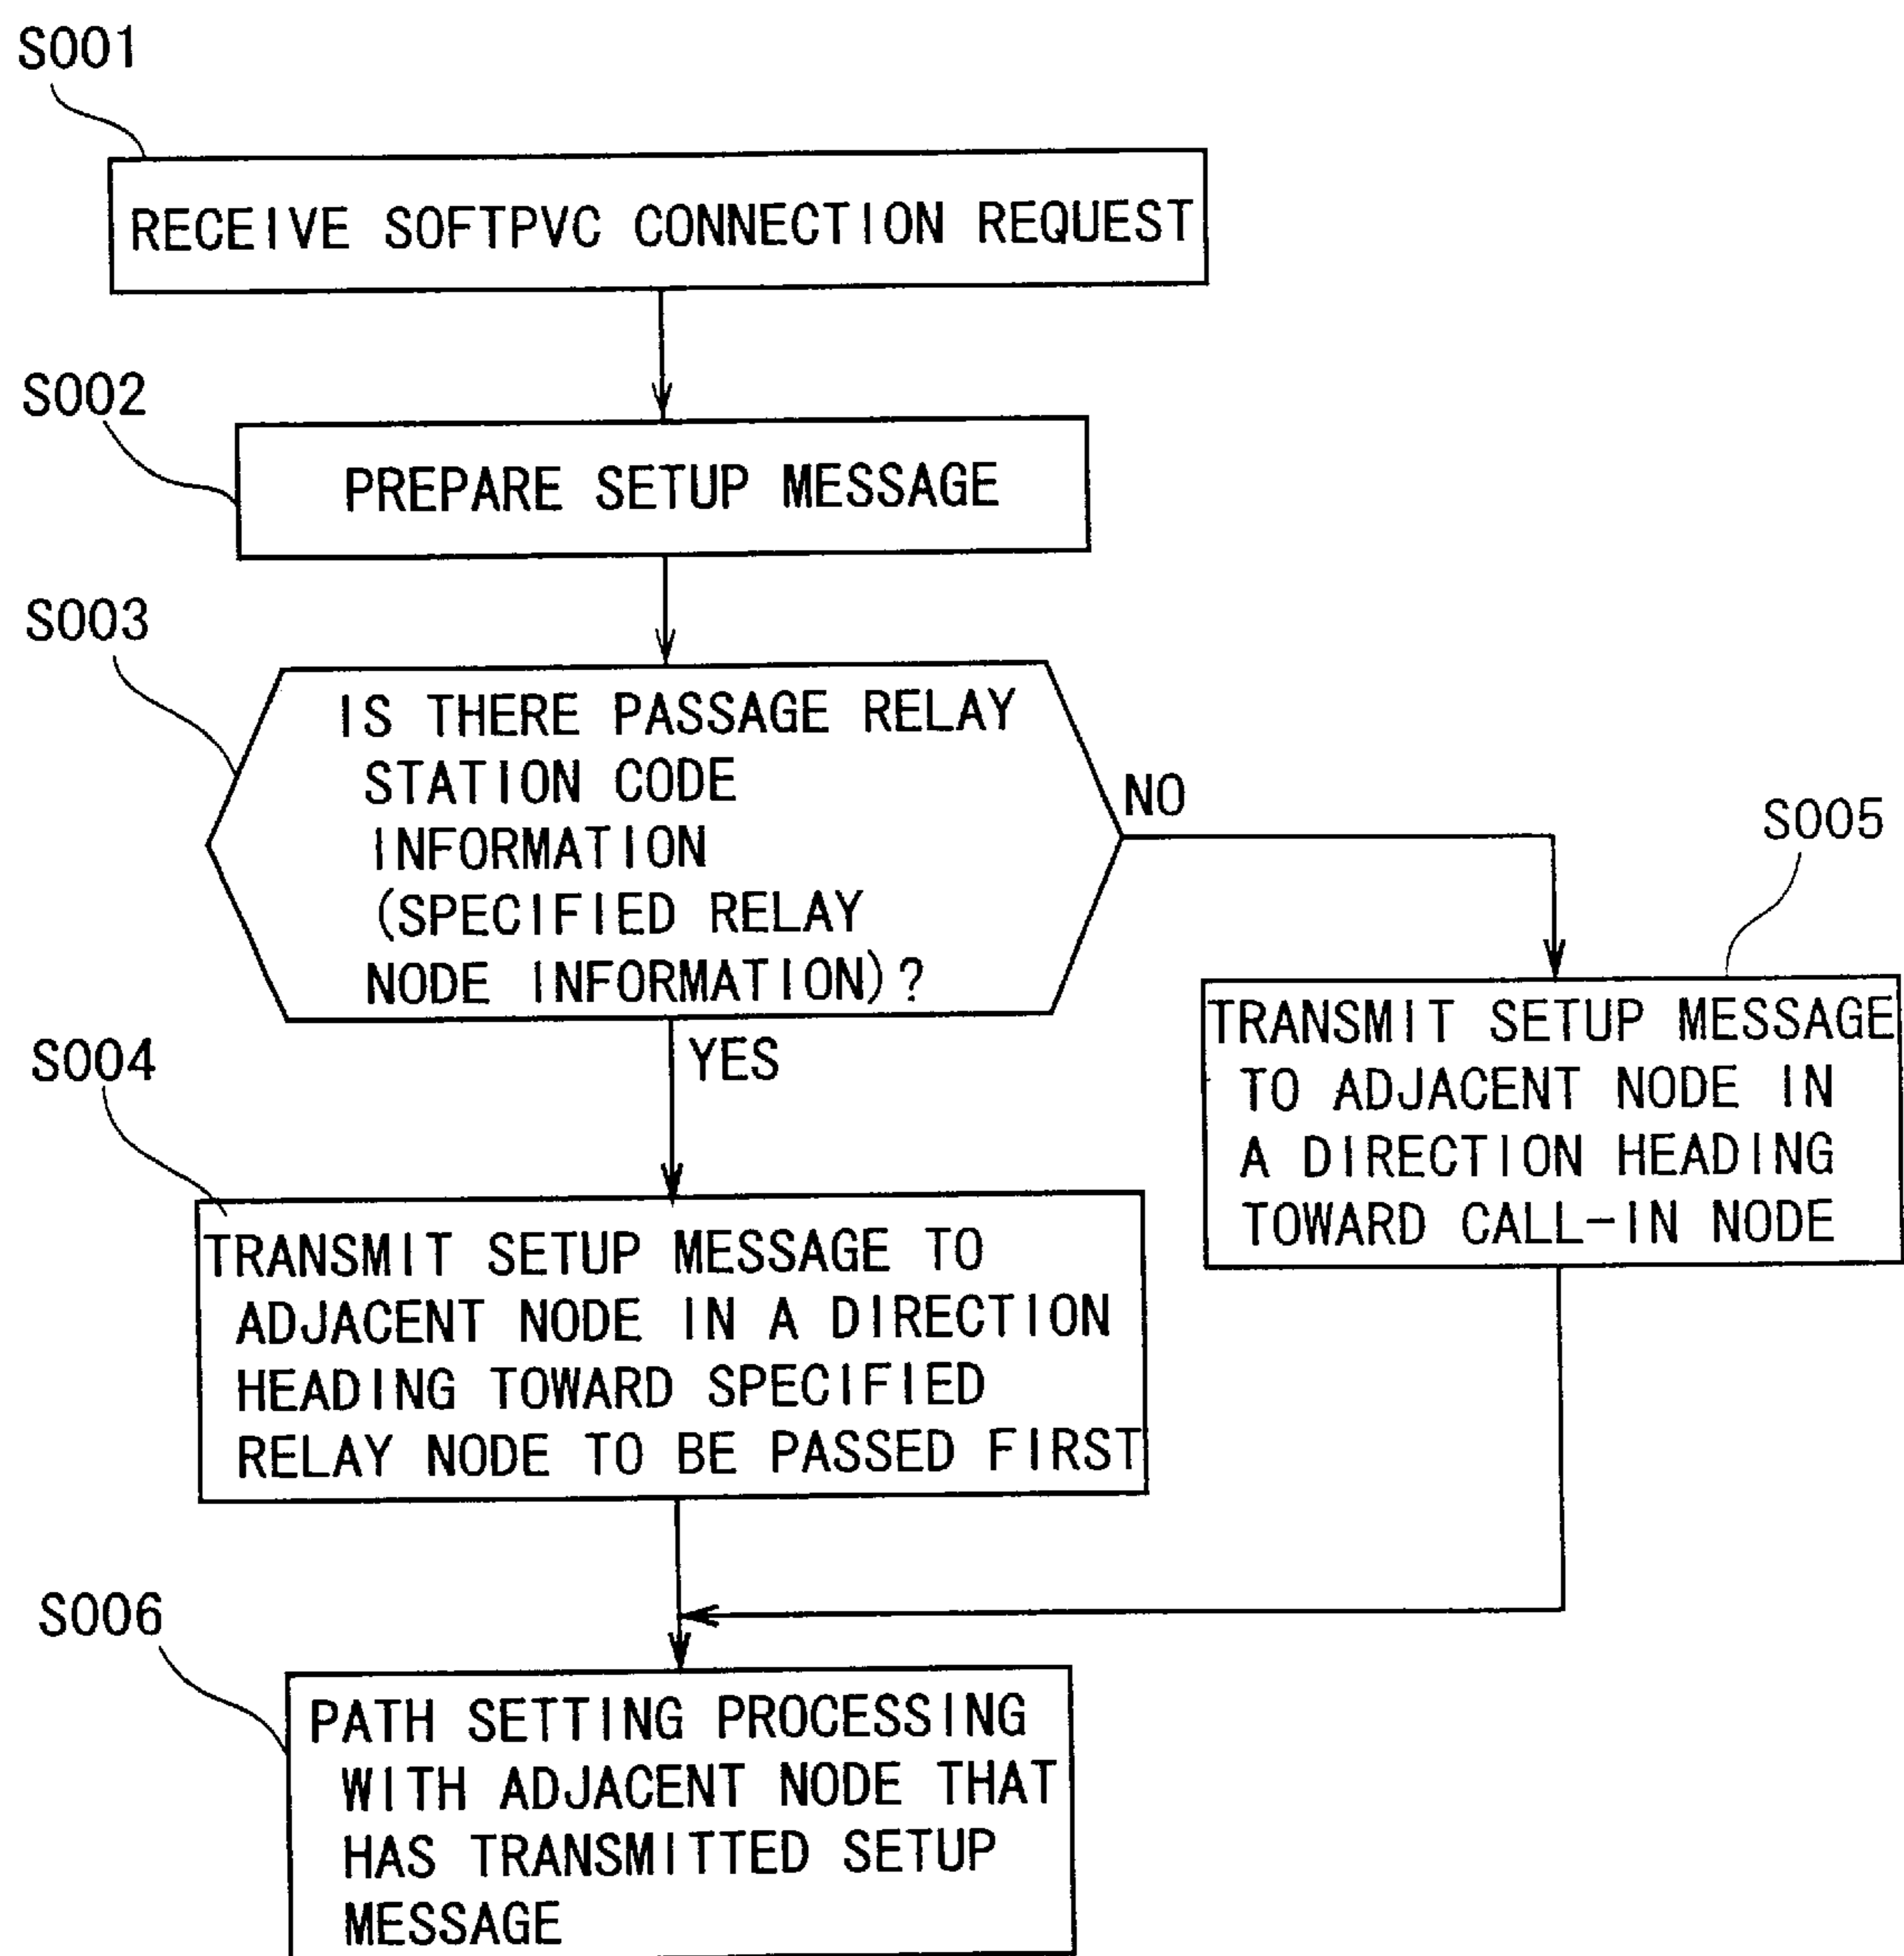 S001
RECEIVE SOFTPVC CONNECTION REQUEST
S002
PREPARE SETUP MESSAGE
S003
IS THERE PASSAGE RELAY
STATION CODE
INFORMATION
(SPECIFIED RELAY
NODE INFORMATION)?
NO
S005
TRANSMIT SETUP MESSAGE
TO ADJACENT NODE IN
A DIRECTION HEADING
TOWARD CALL-IN NODE
YES
S004
TRANSMIT SETUP MESSAGE TO
ADJACENT NODE IN A DIRECTION
HEADING TOWARD SPECIFIED
RELAY NODE TO BE PASSED FIRST
S006
PATH SETTING PROCESSING
WITH ADJACENT NODE THAT
HAS TRANSMITTED SETUP
MESSAGE